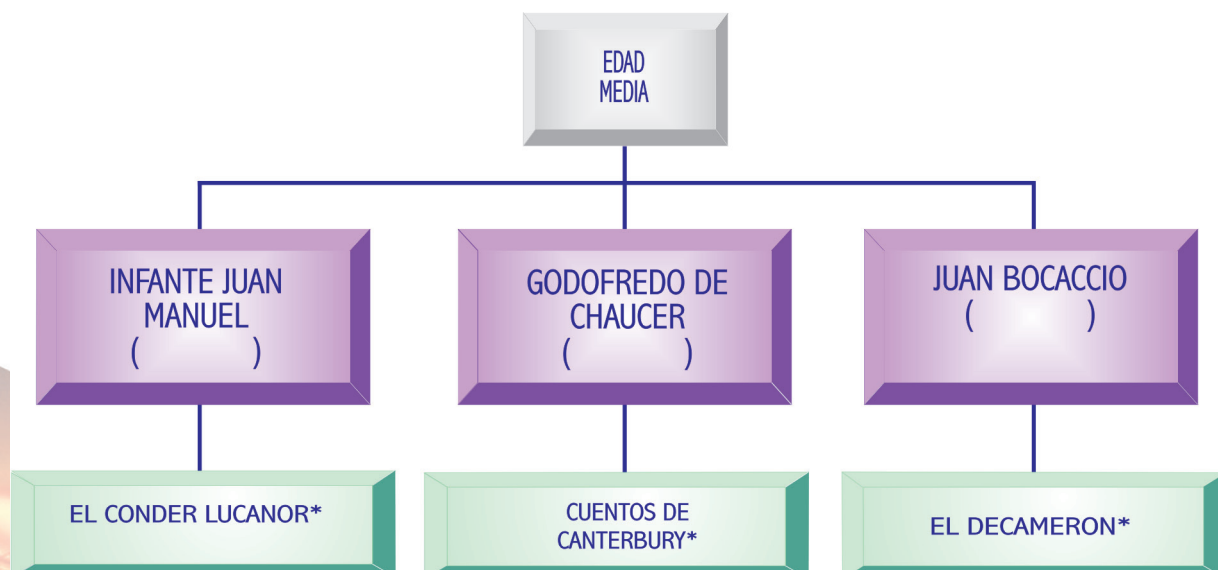 EDAD
MEDIA
INFANTE JUAN
MANUEL
( )
GODOFREDO DE
CHAUCER
( )
JUAN BOCACCIO
( )
EL CONDER LUCANOR*
CUENTOS DE
CANTERBURY*
EL DECAMERON*